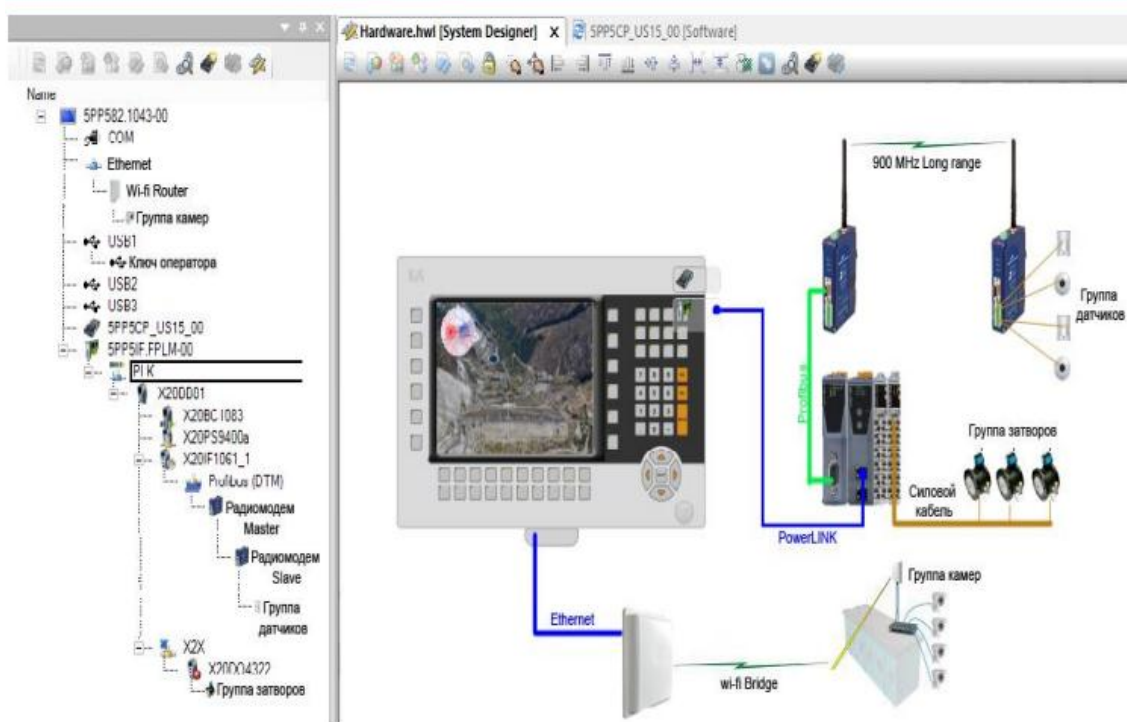 Hardware.hwl [System Designer] X 5PP5CP_US15_00 [Software]
Name
5PP582.1043-00
COM
Ethernet
Wi-fi Router
Группа камер
USB1
Ключ оператора
USB2
USB3
5PP5CP_US15_00
5PP5IF.FPLM-00
X20BC1083
X20PS9400a
X20IF1061_1
Profibus (DTM)
Радиомодем
Master
Радиомодем
Slave
Группа
датчиков
X2X
X20DO4322
Группа затворов
900 MHz Long range
Группа
датчиков
Profibus
Группа затворов
Силовой
кабель
PowerLINK
Группа камер
Ethernet
wi-fi Bridge